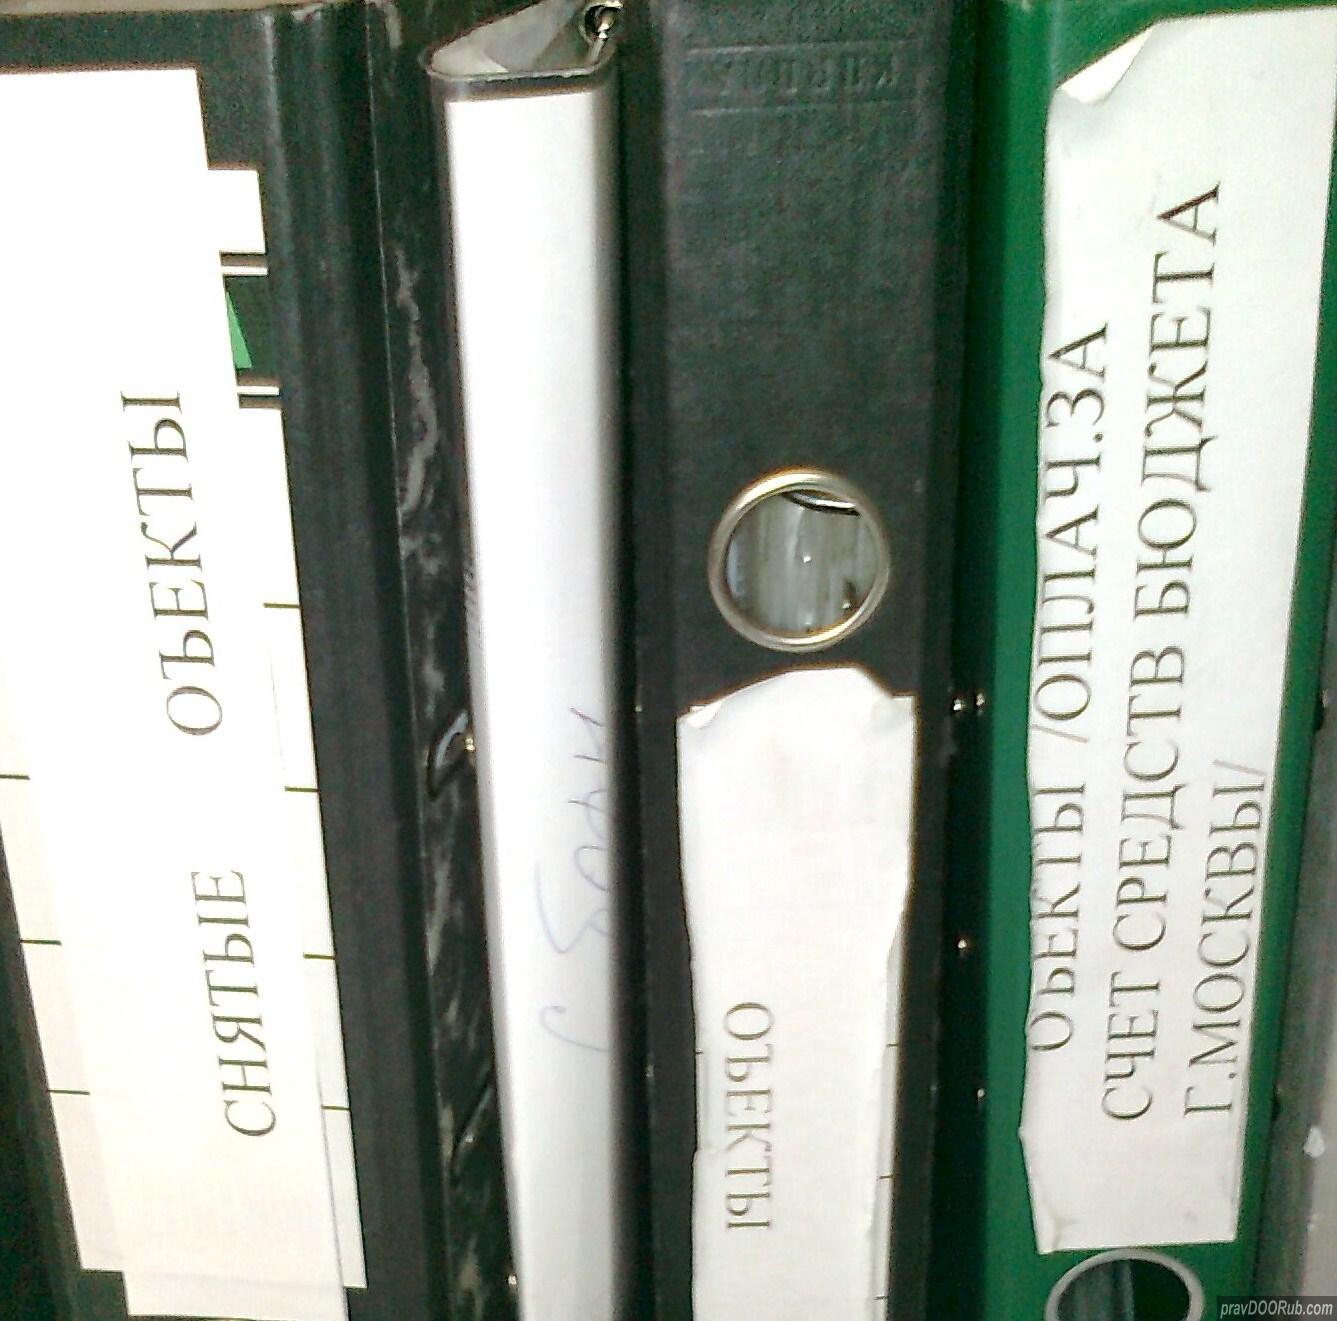 СНЯТЫЕ ОЪЕКТЫ
ОЪЕКТЫ
ОЪЕКТЫ /ОПЛАЧ.ЗА
СЧЕТ СРЕДСТВ БЮДЖЕТА
Г.МОСКВЫ/
pravDOORub.com